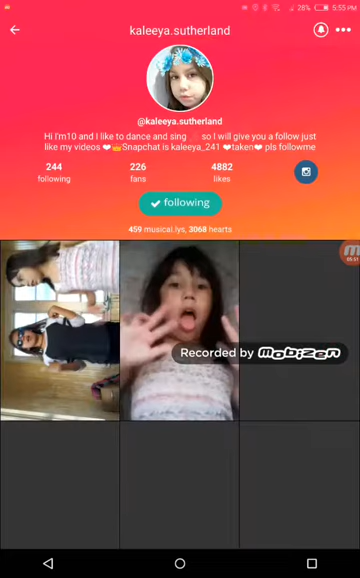 28% 5:55 PM
kaleeya.sutherland
@kaleeya.sutherland
Hi I'm10 and I like to dance and sing so I will give you a follow just
like my videos ❤👑Snapchat is kaleeya_241 ❤taken❤ pls followme
244 226 4882
following fans likes
✔ following
459 musical.lys, 3068 hearts
Recorded by MOBIZEN